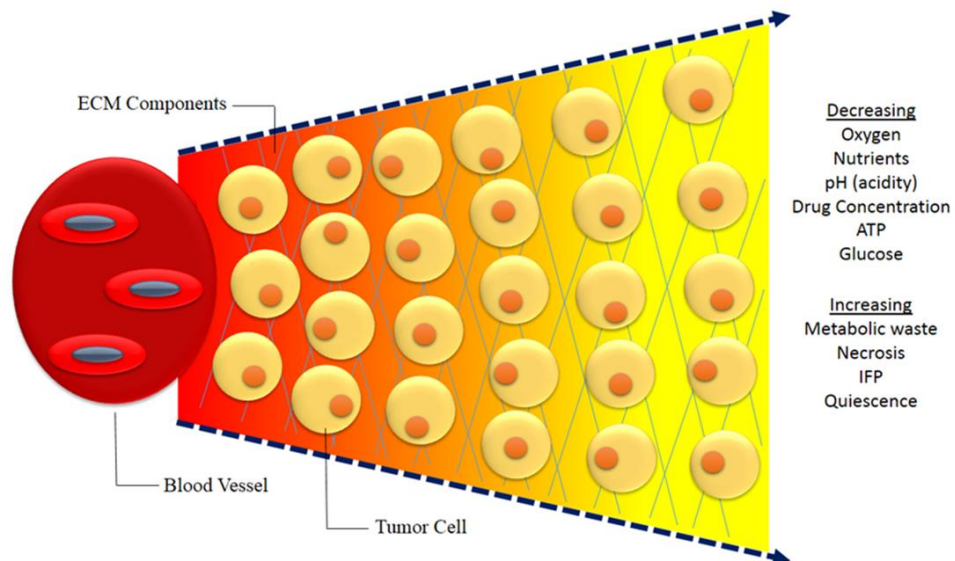 ECM Components
Blood Vessel
Tumor Cell
Decreasing
Oxygen
Nutrients
pH (acidity)
Drug Concentration
ATP
Glucose
Increasing
Metabolic waste
Necrosis
IFP
Quiescence